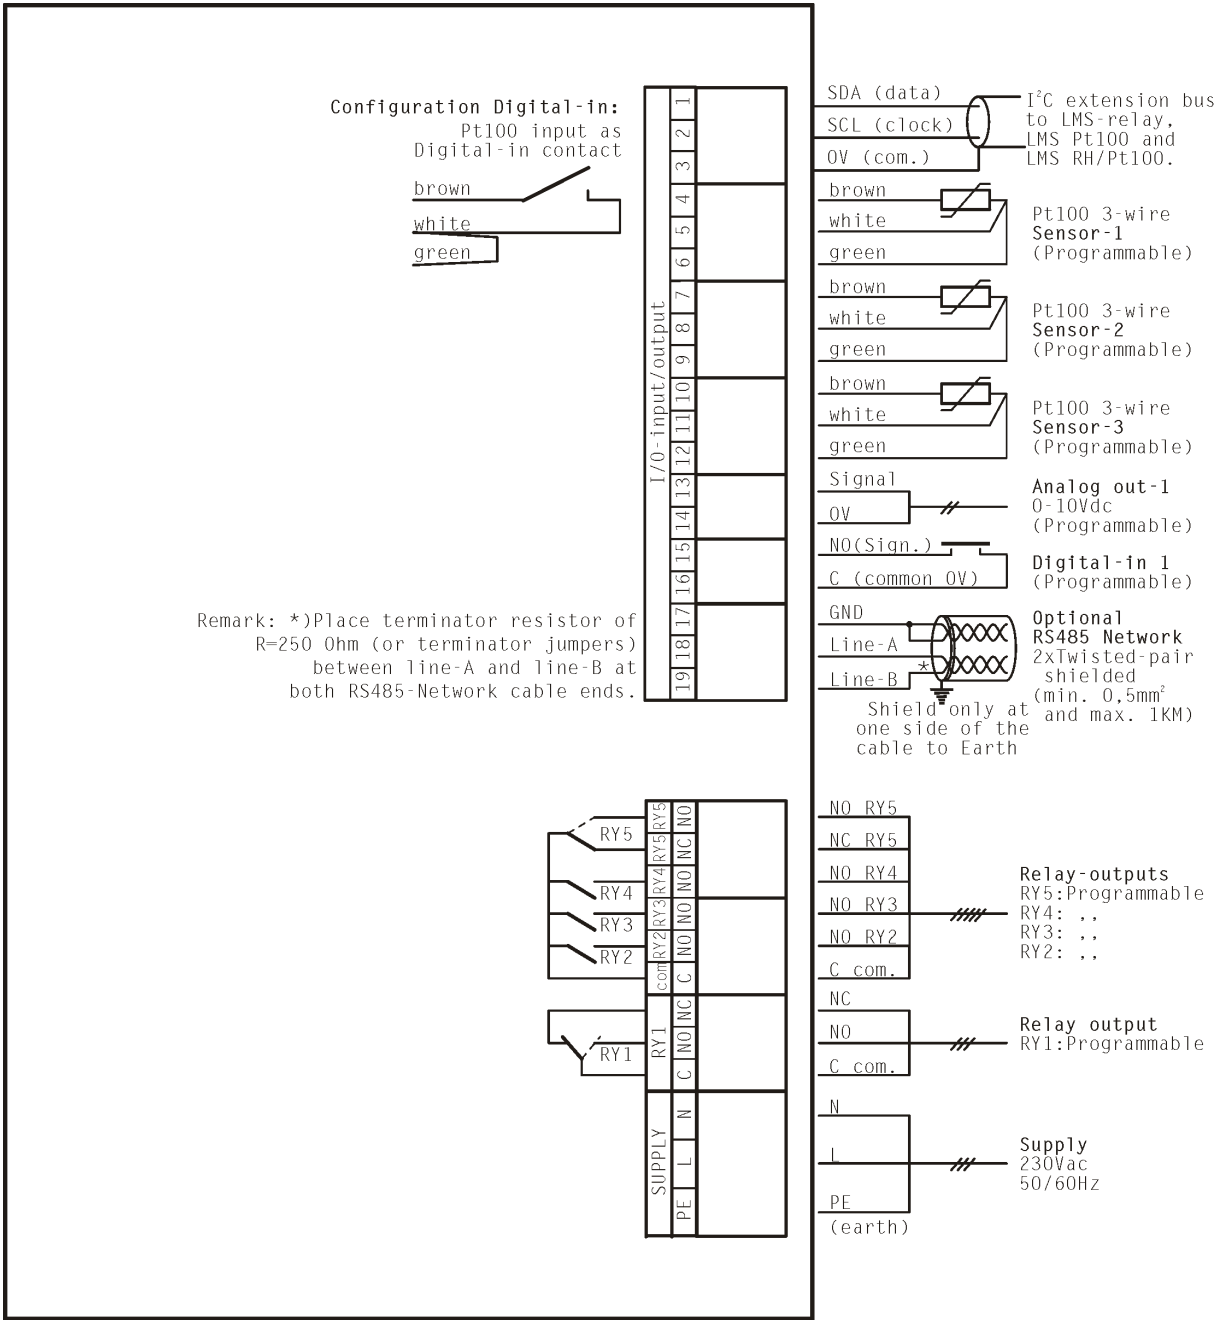 Configuration Digital-in:
Pt100 input as
Digital-in contact
brown
white
green
I/O-input/output
1
2
3
4
5
6
7
8
9
10
11
12
13
14
15
16
17
18
19
SDA (data)
SCL (clock)
0V (com.)
I²C extension bus
to LMS-relay,
LMS Pt100 and
LMS RH/Pt100.
brown
white
green
Pt100 3-wire
Sensor-1
(Programmable)
brown
white
green
Pt100 3-wire
Sensor-2
(Programmable)
brown
white
green
Pt100 3-wire
Sensor-3
(Programmable)
Signal
0V
Analog out-1
0-10Vdc
(Programmable)
NO(Sign.)
C (common 0V)
Digital-in 1
(Programmable)
GND
Line-A
*
Line-B
Optional
RS485 Network
2xTwisted-pair
shielded
(min. 0,5mm²
and max. 1KM)
Shield only at
one side of the
cable to Earth
Remark: *)Place terminator resistor of
R=250 Ohm (or terminator jumpers)
between line-A and line-B at
both RS485-Network cable ends.
RY5
RY4
RY3
RY2
RY5 NO
RY5 NC
RY4 NO
RY3 NO
RY2 NO
com C
NO RY5
NC RY5
NO RY4
NO RY3
NO RY2
C com.
Relay-outputs
RY5:Programmable
RY4: ,,
RY3: ,,
RY2: ,,
RY1
RY1
NC
NO
C
NC
NO
C com.
Relay output
RY1:Programmable
SUPPLY
N
L
PE
N
L
PE
(earth)
Supply
230Vac
50/60Hz